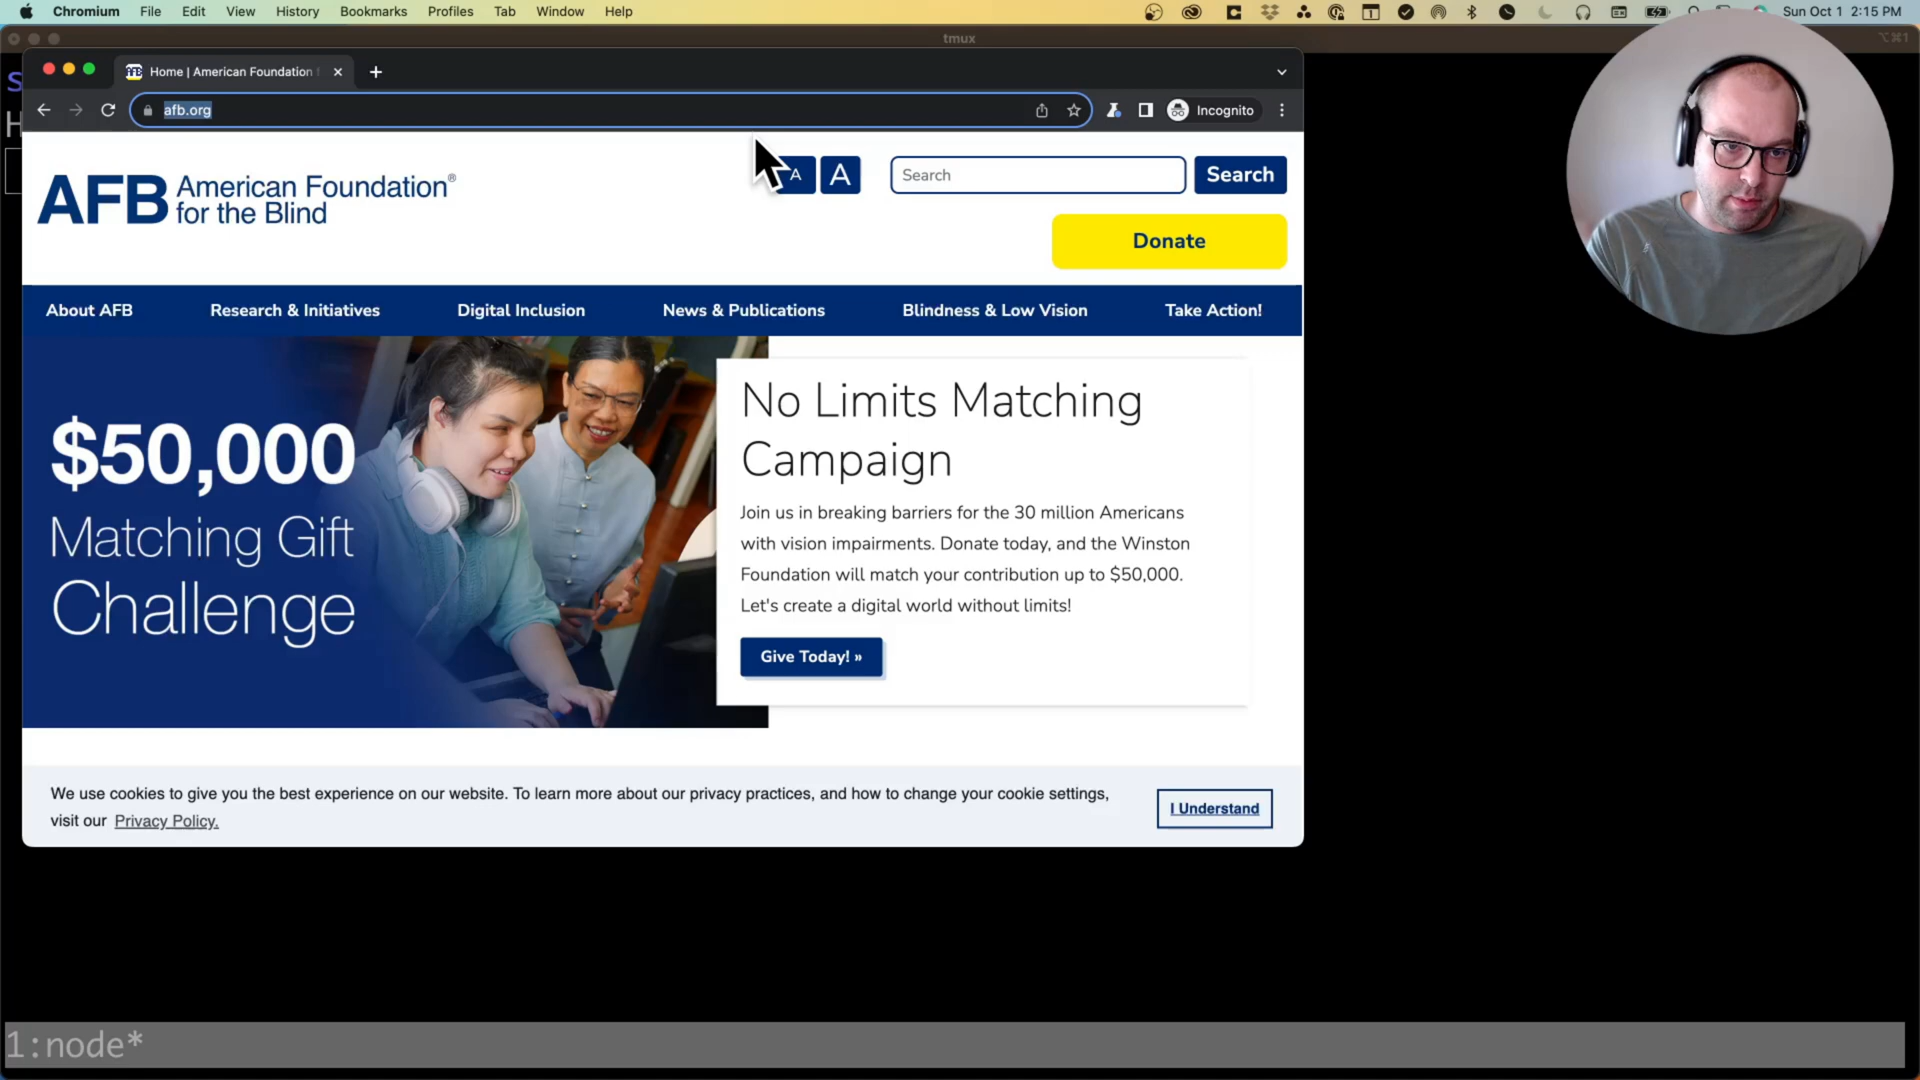 Chromium File Edit View History Bookmarks Profiles Tab Window Help
Sun Oct 1 2:15 PM
tmux
⌥⌘1
Home | American Foundation
afb.org
Incognito
AFB American Foundation®
for the Blind
A A
Search
Search
Donate
About AFB
Research & Initiatives
Digital Inclusion
News & Publications
Blindness & Low Vision
Take Action!
$50,000
Matching Gift
Challenge
No Limits Matching
Campaign
Join us in breaking barriers for the 30 million Americans
with vision impairments. Donate today, and the Winston
Foundation will match your contribution up to $50,000.
Let's create a digital world without limits!
Give Today! »
We use cookies to give you the best experience on our website. To learn more about our privacy practices, and how to change your cookie settings,
visit our Privacy Policy.
I Understand
1:node*